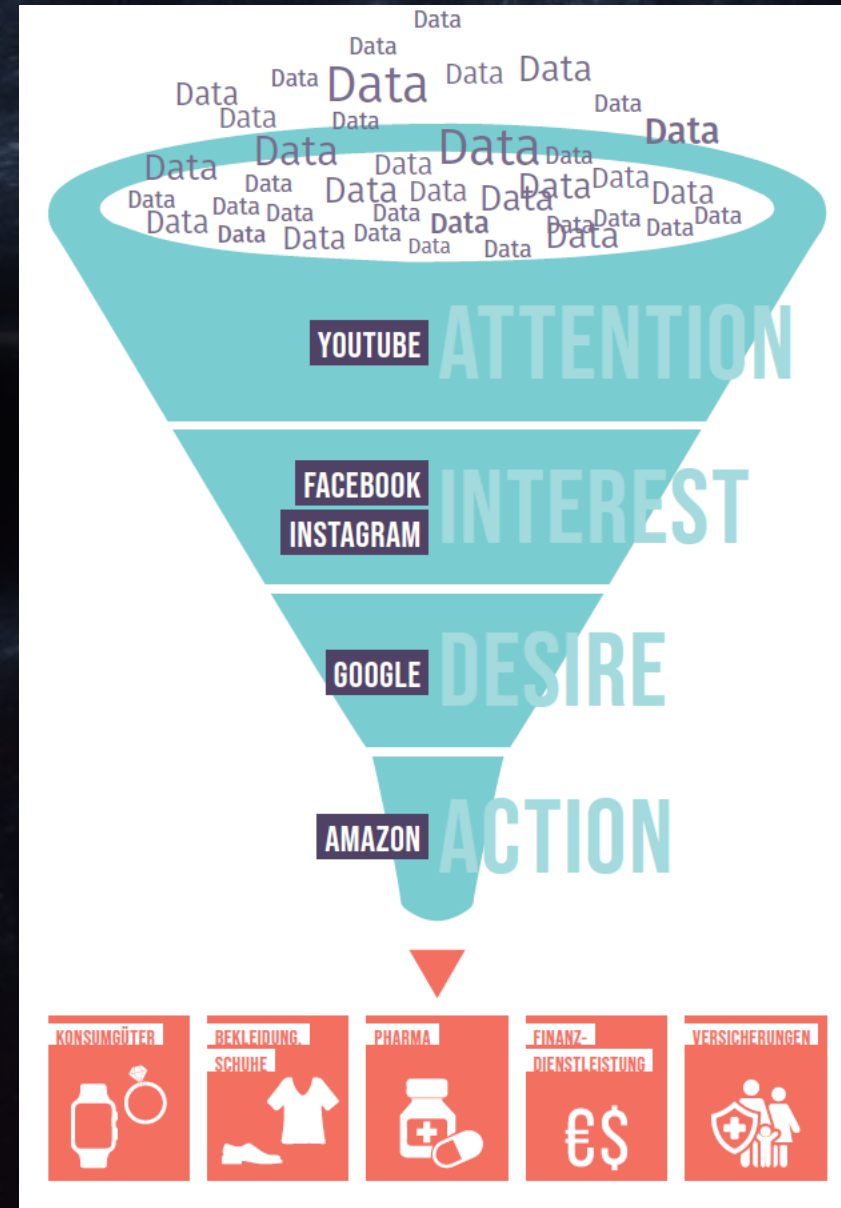 Data
Data
Data Data Data Data
Data Data
Data Data Data
Data Data Data Data Data
Data Data Data Data Data Data Data
Data Data Data Data Data Data Data
Data Data Data Data Data Data Data Data
Data Data Data
YOUTUBE ATTENTION
FACEBOOK
INSTAGRAM INTEREST
GOOGLE DESIRE
AMAZON ACTION
KONSUMGÜTER
BEKLEIDUNG,
SCHUHE
PHARMA
FINANZ-
DIENSTLEISTUNG
€$
VERSICHERUNGEN